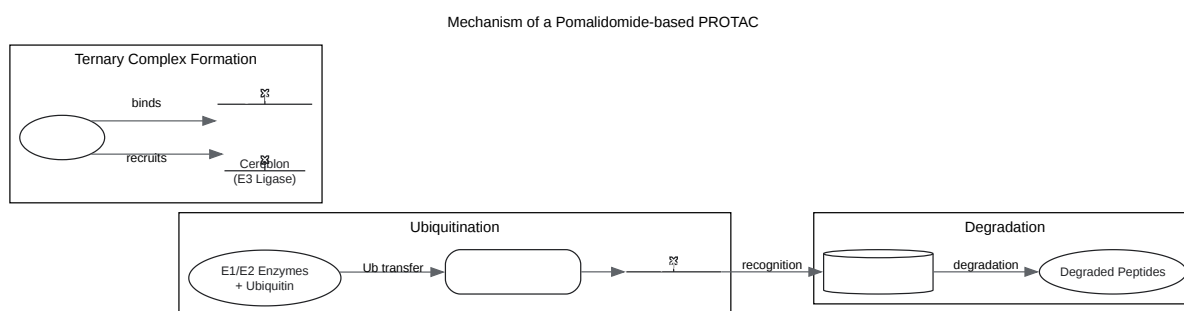 Mechanism of a Pomalidomide-based PROTAC
Ternary Complex Formation
binds
recruits
Cereblon
(E3 Ligase)
Ubiquitination
E1/E2 Enzymes
+ Ubiquitin
Ub transfer
recognition
Degradation
degradation
Degraded Peptides